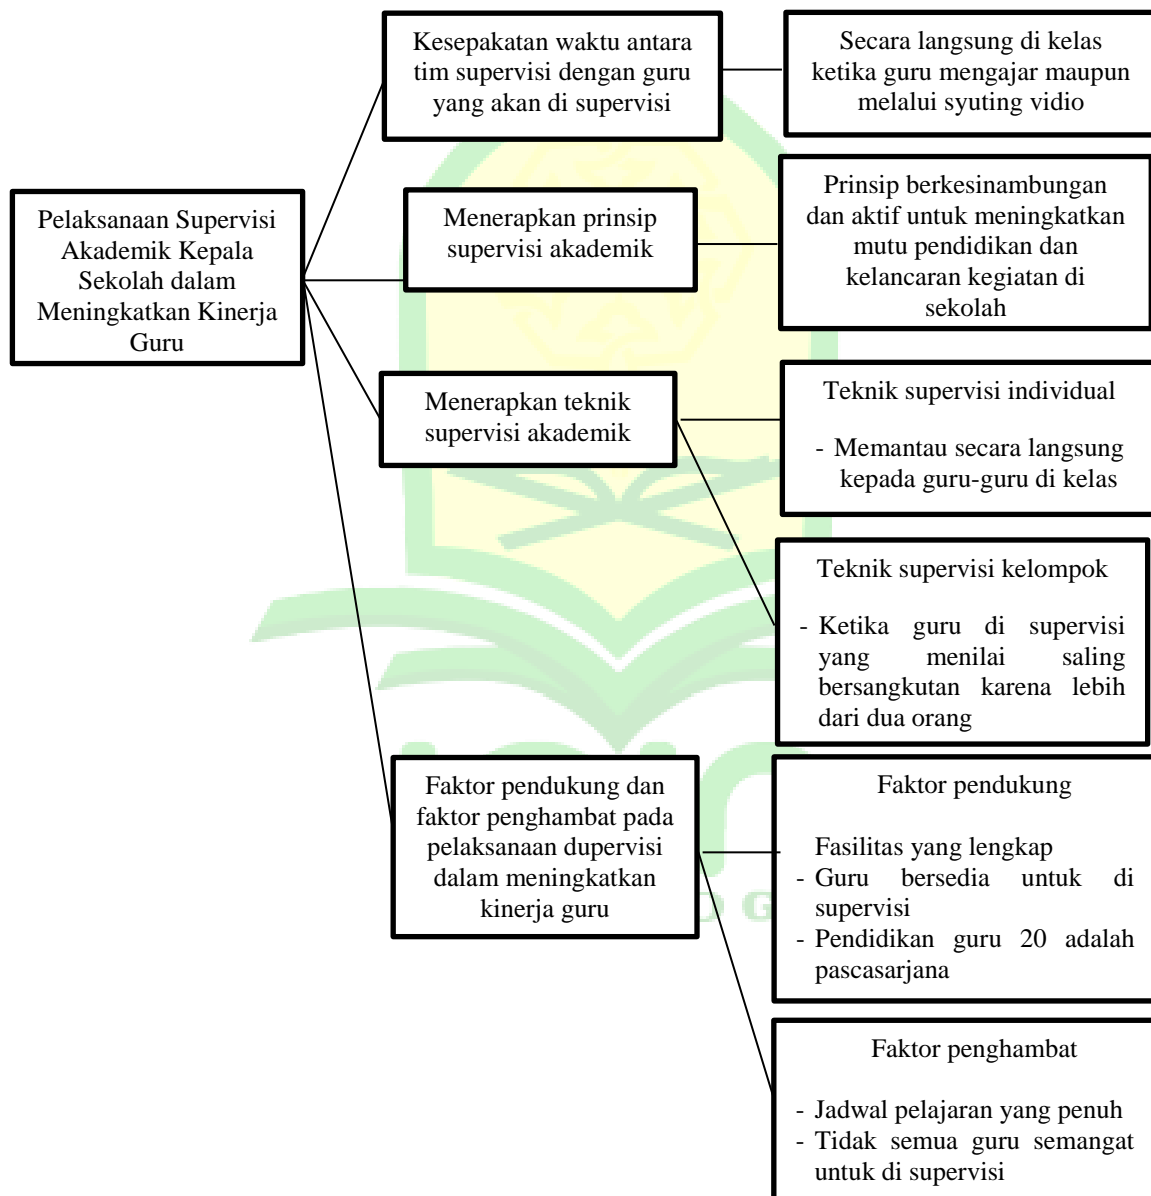 Kesepakatan waktu antara
tim supervisi dengan guru
yang akan di supervisi
Secara langsung di kelas
ketika guru mengajar maupun
melalui syuting vidio
Pelaksanaan Supervisi
Akademik Kepala
Sekolah dalam
Meningkatkan Kinerja
Guru
Menerapkan prinsip
supervisi akademik
Prinsip berkesinambungan
dan aktif untuk meningkatkan
mutu pendidikan dan
kelancaran kegiatan di
sekolah
Menerapkan teknik
supervisi akademik
Teknik supervisi individual
- Memantau secara langsung
kepada guru-guru di kelas
Teknik supervisi kelompok
- Ketika guru di supervisi
yang menilai saling
bersangkutan karena lebih
dari dua orang
Faktor pendukung dan
faktor penghambat pada
pelaksanaan dupervisi
dalam meningkatkan
kinerja guru
Faktor pendukung
Fasilitas yang lengkap
- Guru bersedia untuk di
supervisi
- Pendidikan guru 20 adalah
pascasarjana
Faktor penghambat
- Jadwal pelajaran yang penuh
- Tidak semua guru semangat
untuk di supervisi